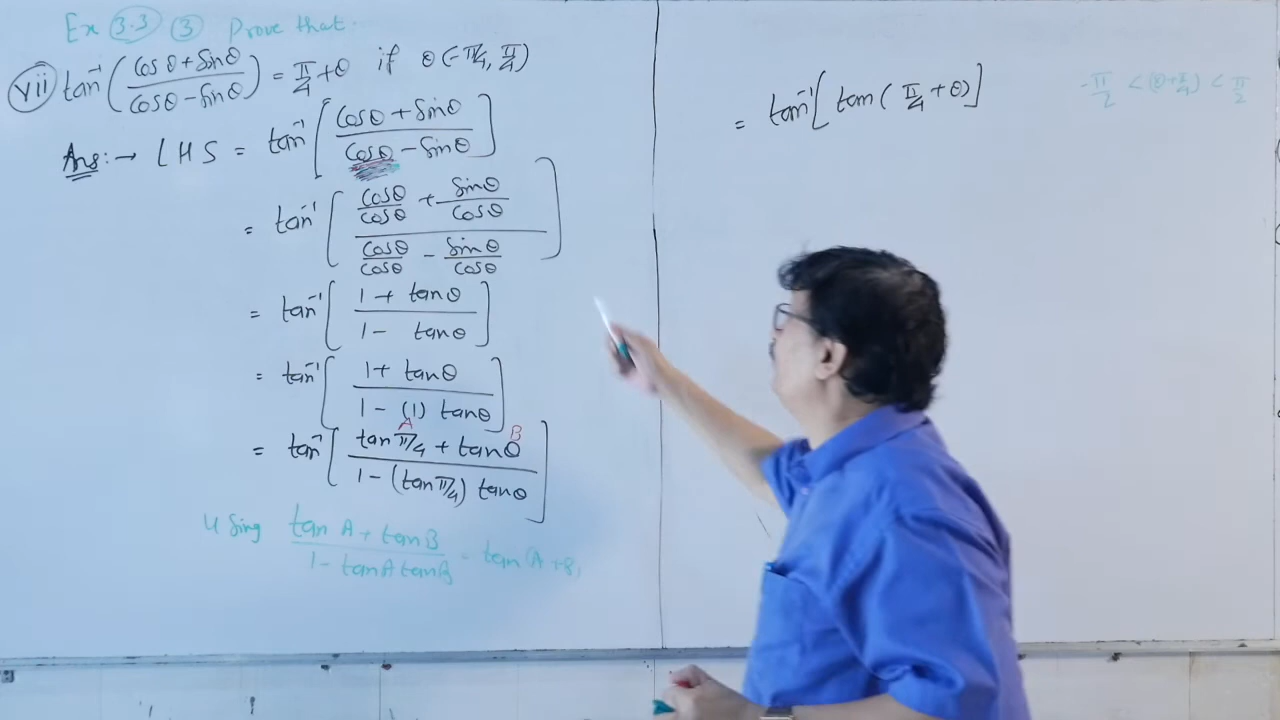 Ex 3.3 3 Prove that:
vii tan⁻¹ ( (cosθ + sinθ) / (cosθ - sinθ) ) = π/4 + θ if θ (-π/4, π/4)
Ans:→ LHS = tan⁻¹ [ (cosθ + sinθ) / (cosθ - sinθ) ]
= tan⁻¹ [ (cosθ/cosθ + sinθ/cosθ) / (cosθ/cosθ - sinθ/cosθ) ]
= tan⁻¹ [ (1 + tanθ) / (1 - tanθ) ]
= tan⁻¹ [ (1 + tanθ) / (1 - (1) tanθ) ]
A B
= tan⁻¹ [ (tan π/4 + tanθ) / (1 - (tan π/4) tanθ) ]
Using (tan A + tan B) / (1 - tanA tanB) = tan(A + B)
= tan⁻¹ [ tan ( π/4 + θ) ]
-π/2 < (θ + π/4) < π/2